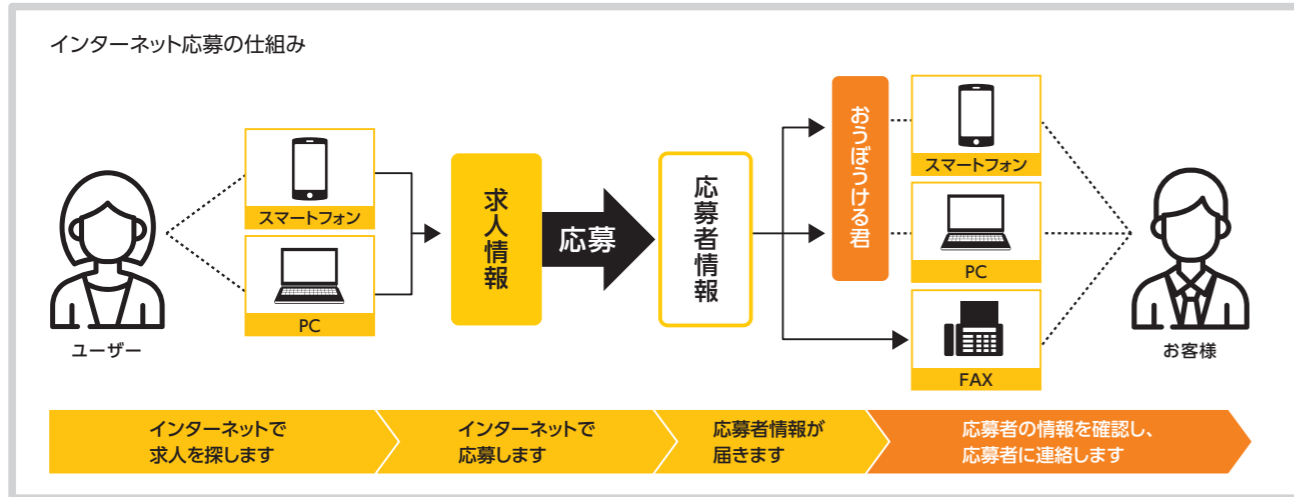 インターネット応募の仕組み
ユーザー
スマートフォン
PC
求人情報
応募
応募者情報
おうぼうける君
スマートフォン
PC
FAX
お客様
インターネットで
求人を探します
インターネットで
応募します
応募者情報が
届きます
応募者の情報を確認し、
応募者に連絡します